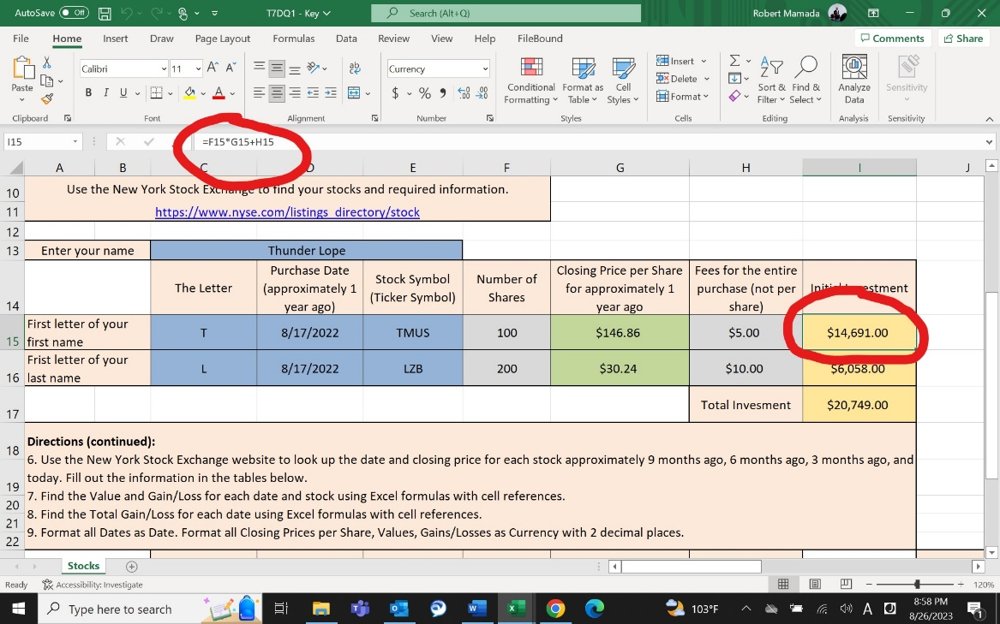 AutoSave Off T7DQ1 - Key Search (Alt+Q) Robert Mamada
File Home Insert Draw Page Layout Formulas Data Review View Help FileBound Comments Share
Paste Calibri 11 A A Currency Conditional Formatting Format as Table Cell Styles Insert Delete Format Sort & Filter Find & Select Analyze Data Sensitivity
B I U A $ % 9
Clipboard Font Alignment Number Styles Cells Editing Analysis Sensitivity
I15 =F15*G15+H15
A B C D E F G H I J
10 Use the New York Stock Exchange to find your stocks and required information.
11 https://www.nyse.com/listings_directory/stock
12
13 Enter your name Thunder Lope
14 The Letter Purchase Date (approximately 1 year ago) Stock Symbol (Ticker Symbol) Number of Shares Closing Price per Share for approximately 1 year ago Fees for the entire purchase (not per share) Initial Investment
15 First letter of your first name T 8/17/2022 TMUS 100 $146.86 $5.00 $14,691.00
16 Frist letter of your last name L 8/17/2022 LZB 200 $30.24 $10.00 $6,058.00
17 Total Invesment $20,749.00
18 Directions (continued):
6. Use the New York Stock Exchange website to look up the date and closing price for each stock approximately 9 months ago, 6 months ago, 3 months ago, and
19 today. Fill out the information in the tables below.
20 7. Find the Value and Gain/Loss for each date and stock using Excel formulas with cell references.
21 8. Find the Total Gain/Loss for each date using Excel formulas with cell references.
22 9. Format all Dates as Date. Format all Closing Prices per Share, Values, Gains/Losses as Currency with 2 decimal places.
Stocks
Ready Accessibility: Investigate 120%
Type here to search 103°F 8:58 PM
8/26/2023 1